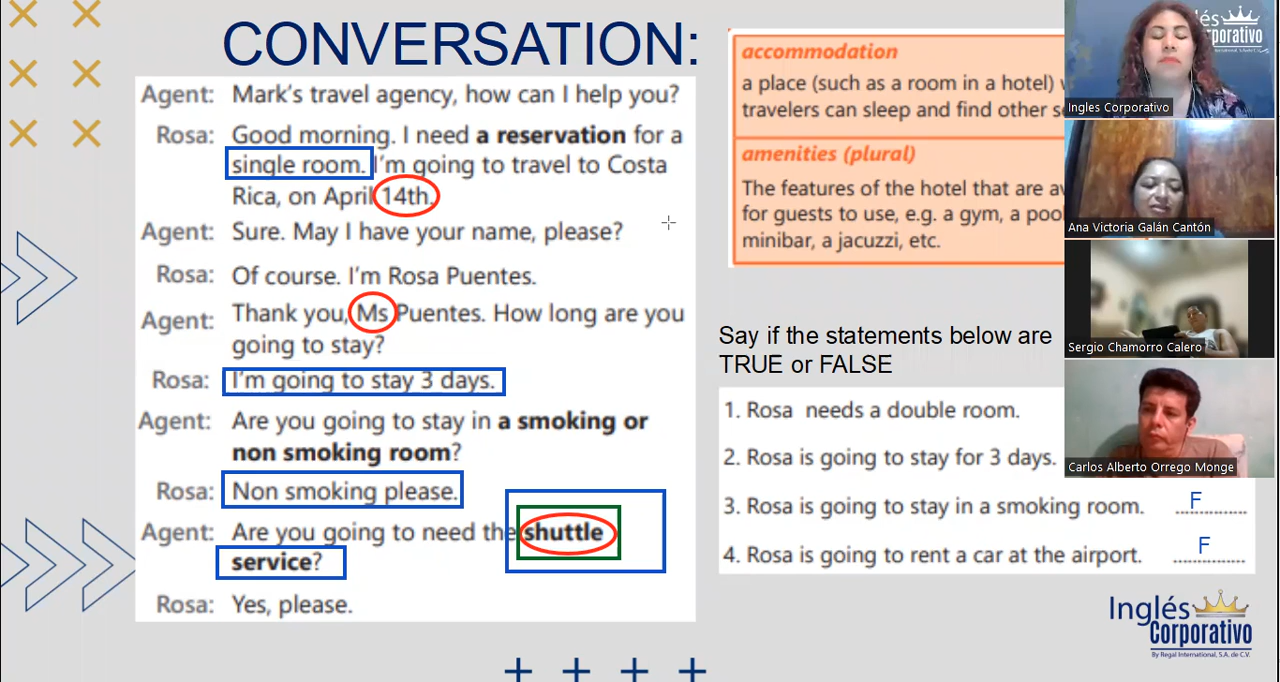 CONVERSATION:
Agent: Mark's travel agency, how can I help you?
Rosa: Good morning. I need a reservation for a
single room. I'm going to travel to Costa
Rica, on April 14th.
Agent: Sure. May I have your name, please?
Rosa: Of course. I'm Rosa Puentes.
Agent: Thank you, Ms Puentes. How long are you
going to stay?
Rosa: I'm going to stay 3 days.
Agent: Are you going to stay in a smoking or
non smoking room?
Rosa: Non smoking please.
Agent: Are you going to need the shuttle
service?
Rosa: Yes, please.
accommodation
a place (such as a room in a hotel)
travelers can sleep and find other
amenities (plural)
The features of the hotel that are
for guests to use, e.g. a gym, a pool
minibar, a jacuzzi, etc.
Say if the statements below are
TRUE or FALSE
1. Rosa needs a double room.
2. Rosa is going to stay for 3 days.
3. Rosa is going to stay in a smoking room. F
4. Rosa is going to rent a car at the airport. F
Inglés
Corporativo
By Regal International, S.A. de C.V.
Corporativo
Ingles Corporativo
Ana Victoria Galán Cantón
Sergio Chamorro Calero
Carlos Alberto Orrego Monge